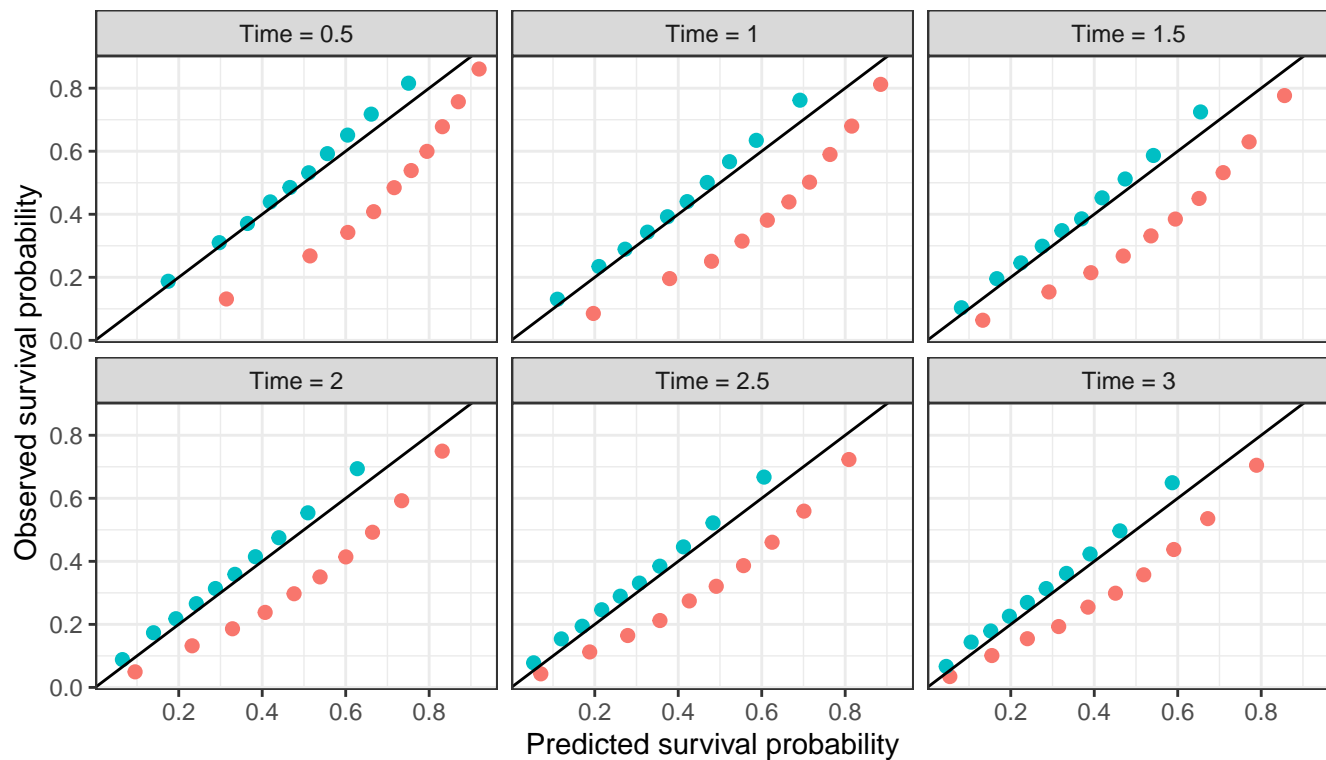 Time = 0.5
Time = 1
Time = 1.5
0.8
0.6
0.4
0.2
0.0
Time = 2
Time = 2.5
Time = 3
0.8
0.6
0.4
0.2
0.0
0.2 0.4 0.6 0.8
0.2 0.4 0.6 0.8
0.2 0.4 0.6 0.8
Predicted survival probability
Observed survival probability